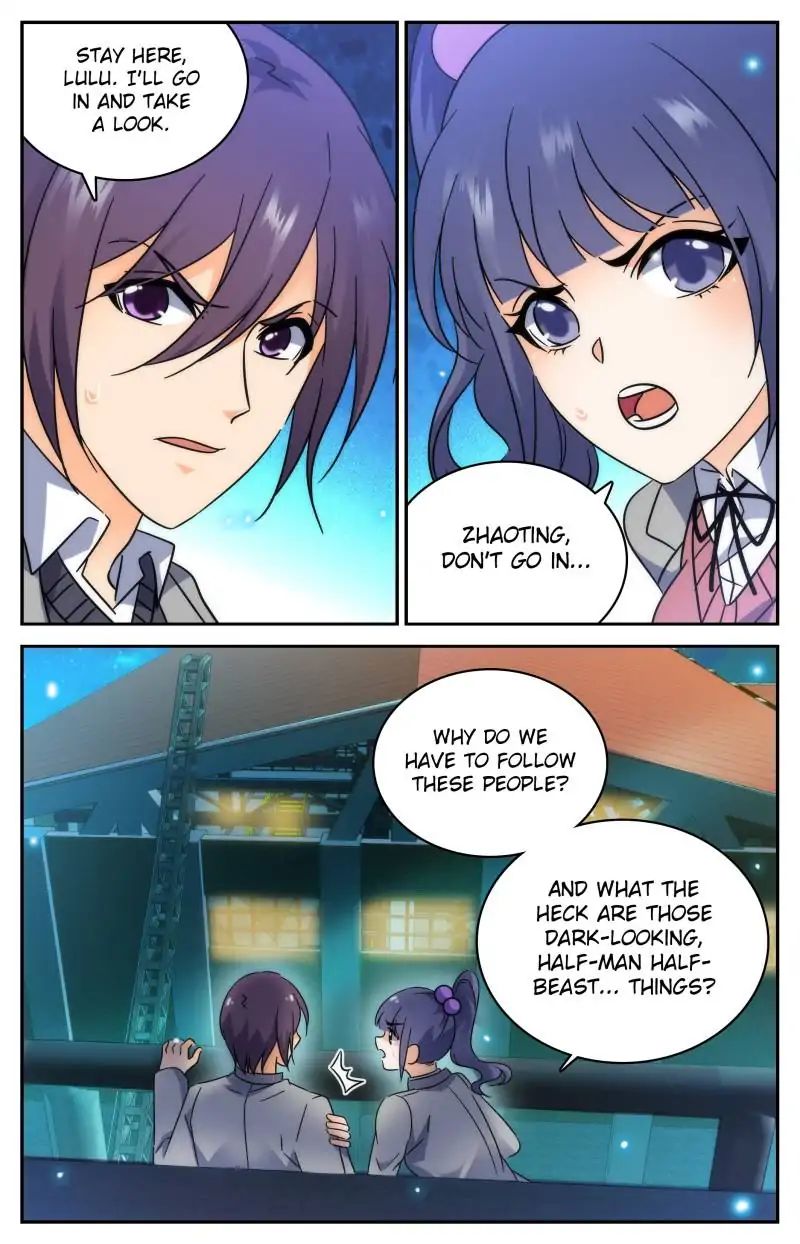 STAY HERE,
LULU. I'LL GO
IN AND TAKE
A LOOK.
ZHAOTING,
DON'T GO IN...
WHY DO WE
HAVE TO FOLLOW
THESE PEOPLE?
AND WHAT THE
HECK ARE THOSE
DARK-LOOKING,
HALF-MAN HALF-
BEAST... THINGS?